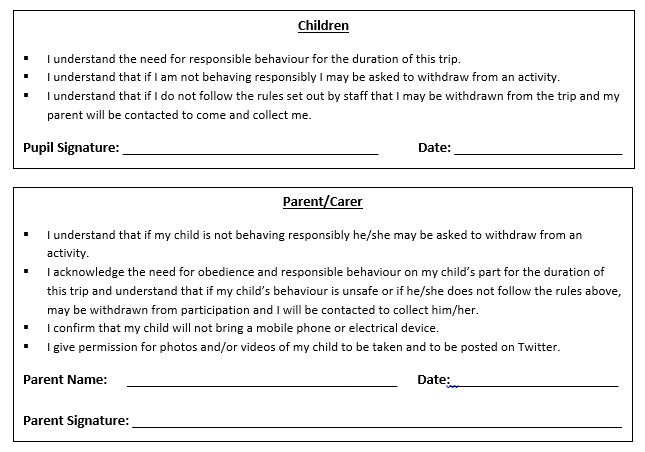 Children
▪ I understand the need for responsible behaviour for the duration of this trip.
▪ I understand that if I am not behaving responsibly I may be asked to withdraw from an activity.
▪ I understand that if I do not follow the rules set out by staff that I may be withdrawn from the trip and my
parent will be contacted to come and collect me.
Pupil Signature: ______________________ Date: ______________________
Parent/Carer
▪ I understand that if my child is not behaving responsibly he/she may be asked to withdraw from an
activity.
▪ I acknowledge the need for obedience and responsible behaviour on my child's part for the duration of
this trip and understand that if my child's behaviour is unsafe or if he/she does not follow the rules above,
may be withdrawn from participation and I will be contacted to collect him/her.
▪ I confirm that my child will not bring a mobile phone or electrical device.
▪ I give permission for photos and/or videos of my child to be taken and to be posted on Twitter.
Parent Name: ______________________ Date:______________________
Parent Signature: ______________________